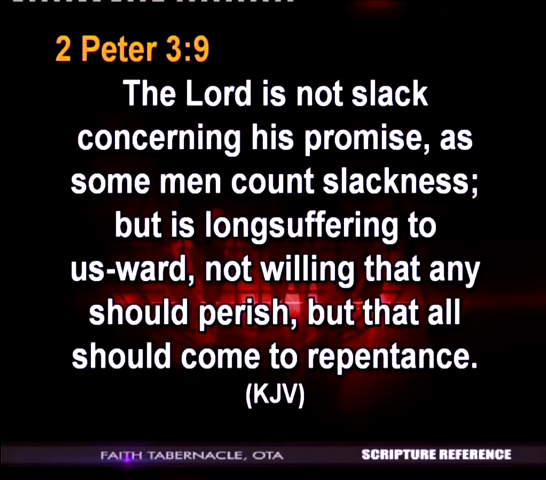 2 Peter 3:9
The Lord is not slack
concerning his promise, as
some men count slackness;
but is longsuffering to
us-ward, not willing that any
should perish, but that all
should come to repentance.
(KJV)
FAITH TABERNACLE, OTA
SCRIPTURE REFERENCE